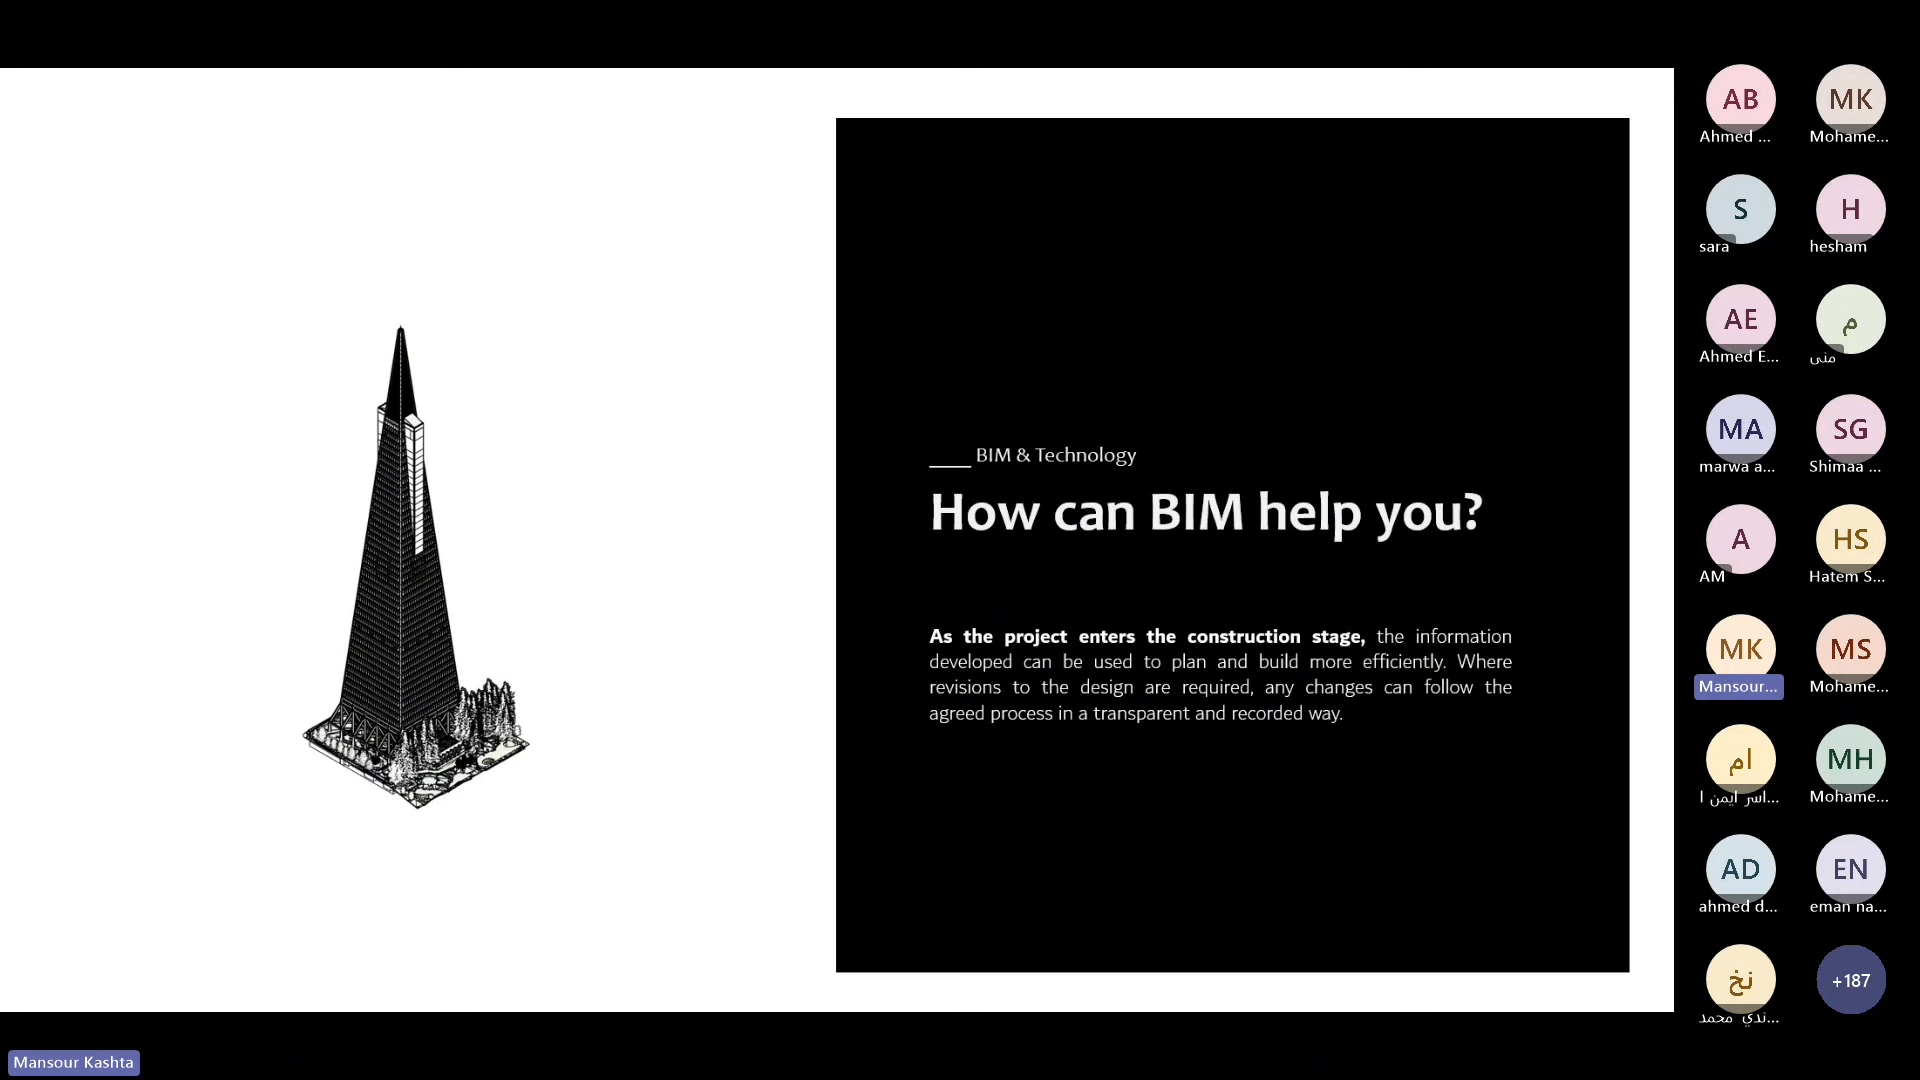 ____ BIM & Technology
How can BIM help you?
As the project enters the construction stage, the information
developed can be used to plan and build more efficiently. Where
revisions to the design are required, any changes can follow the
agreed process in a transparent and recorded way.
AB
Ahmed ...
MK
Mohame...
S
sara
H
hesham
AE
Ahmed E...
م
منى
MA
marwa a...
SG
Shimaa ...
A
AM
HS
Hatem S...
MK
Mansour...
MS
Mohame...
ام
اسر ايمن ا...
MH
Mohame...
AD
ahmed d...
EN
eman na...
نخ
ندي محمد...
+187
Mansour Kashta